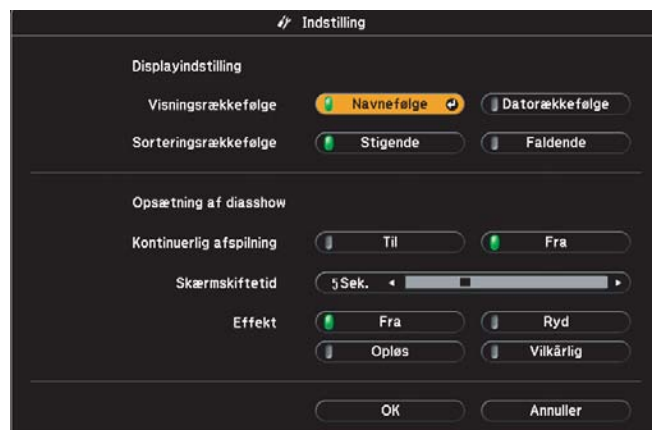 Indstilling
Displayindstilling
Visningsrækkefølge Navnefølge Datorækkefølge
Sorteringsrækkefølge Stigende Faldende
Opsætning af diasshow
Kontinuerlig afspilning Til Fra
Skærmskiftetid 5Sek.
Effekt Fra Ryd
Opløs Vilkårlig
OK Annuller